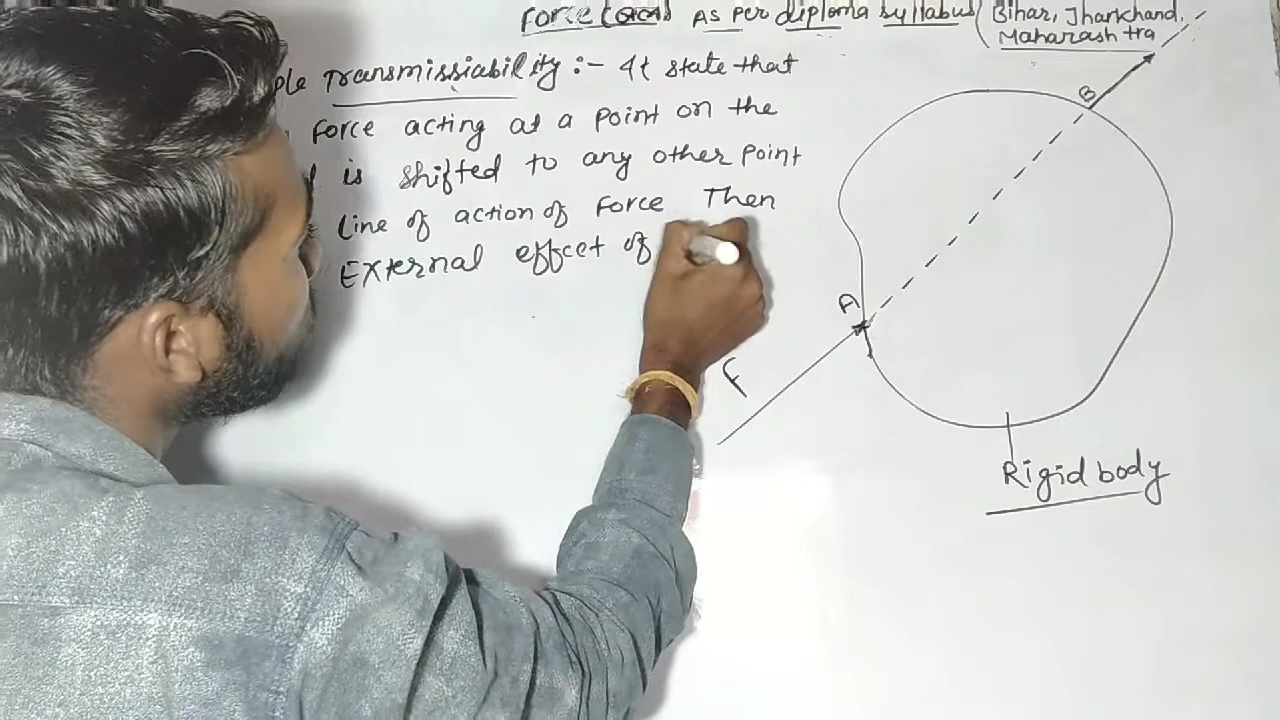 Force ( As Per diploma syllabus ( Bihar, Jharkhand,
Maharashtra
ple Transmissiability :- It state that
Force acting at a Point on the
is shifted to any other Point
Line of action of Force Then
External effcet of
B
A
F
Rigid body